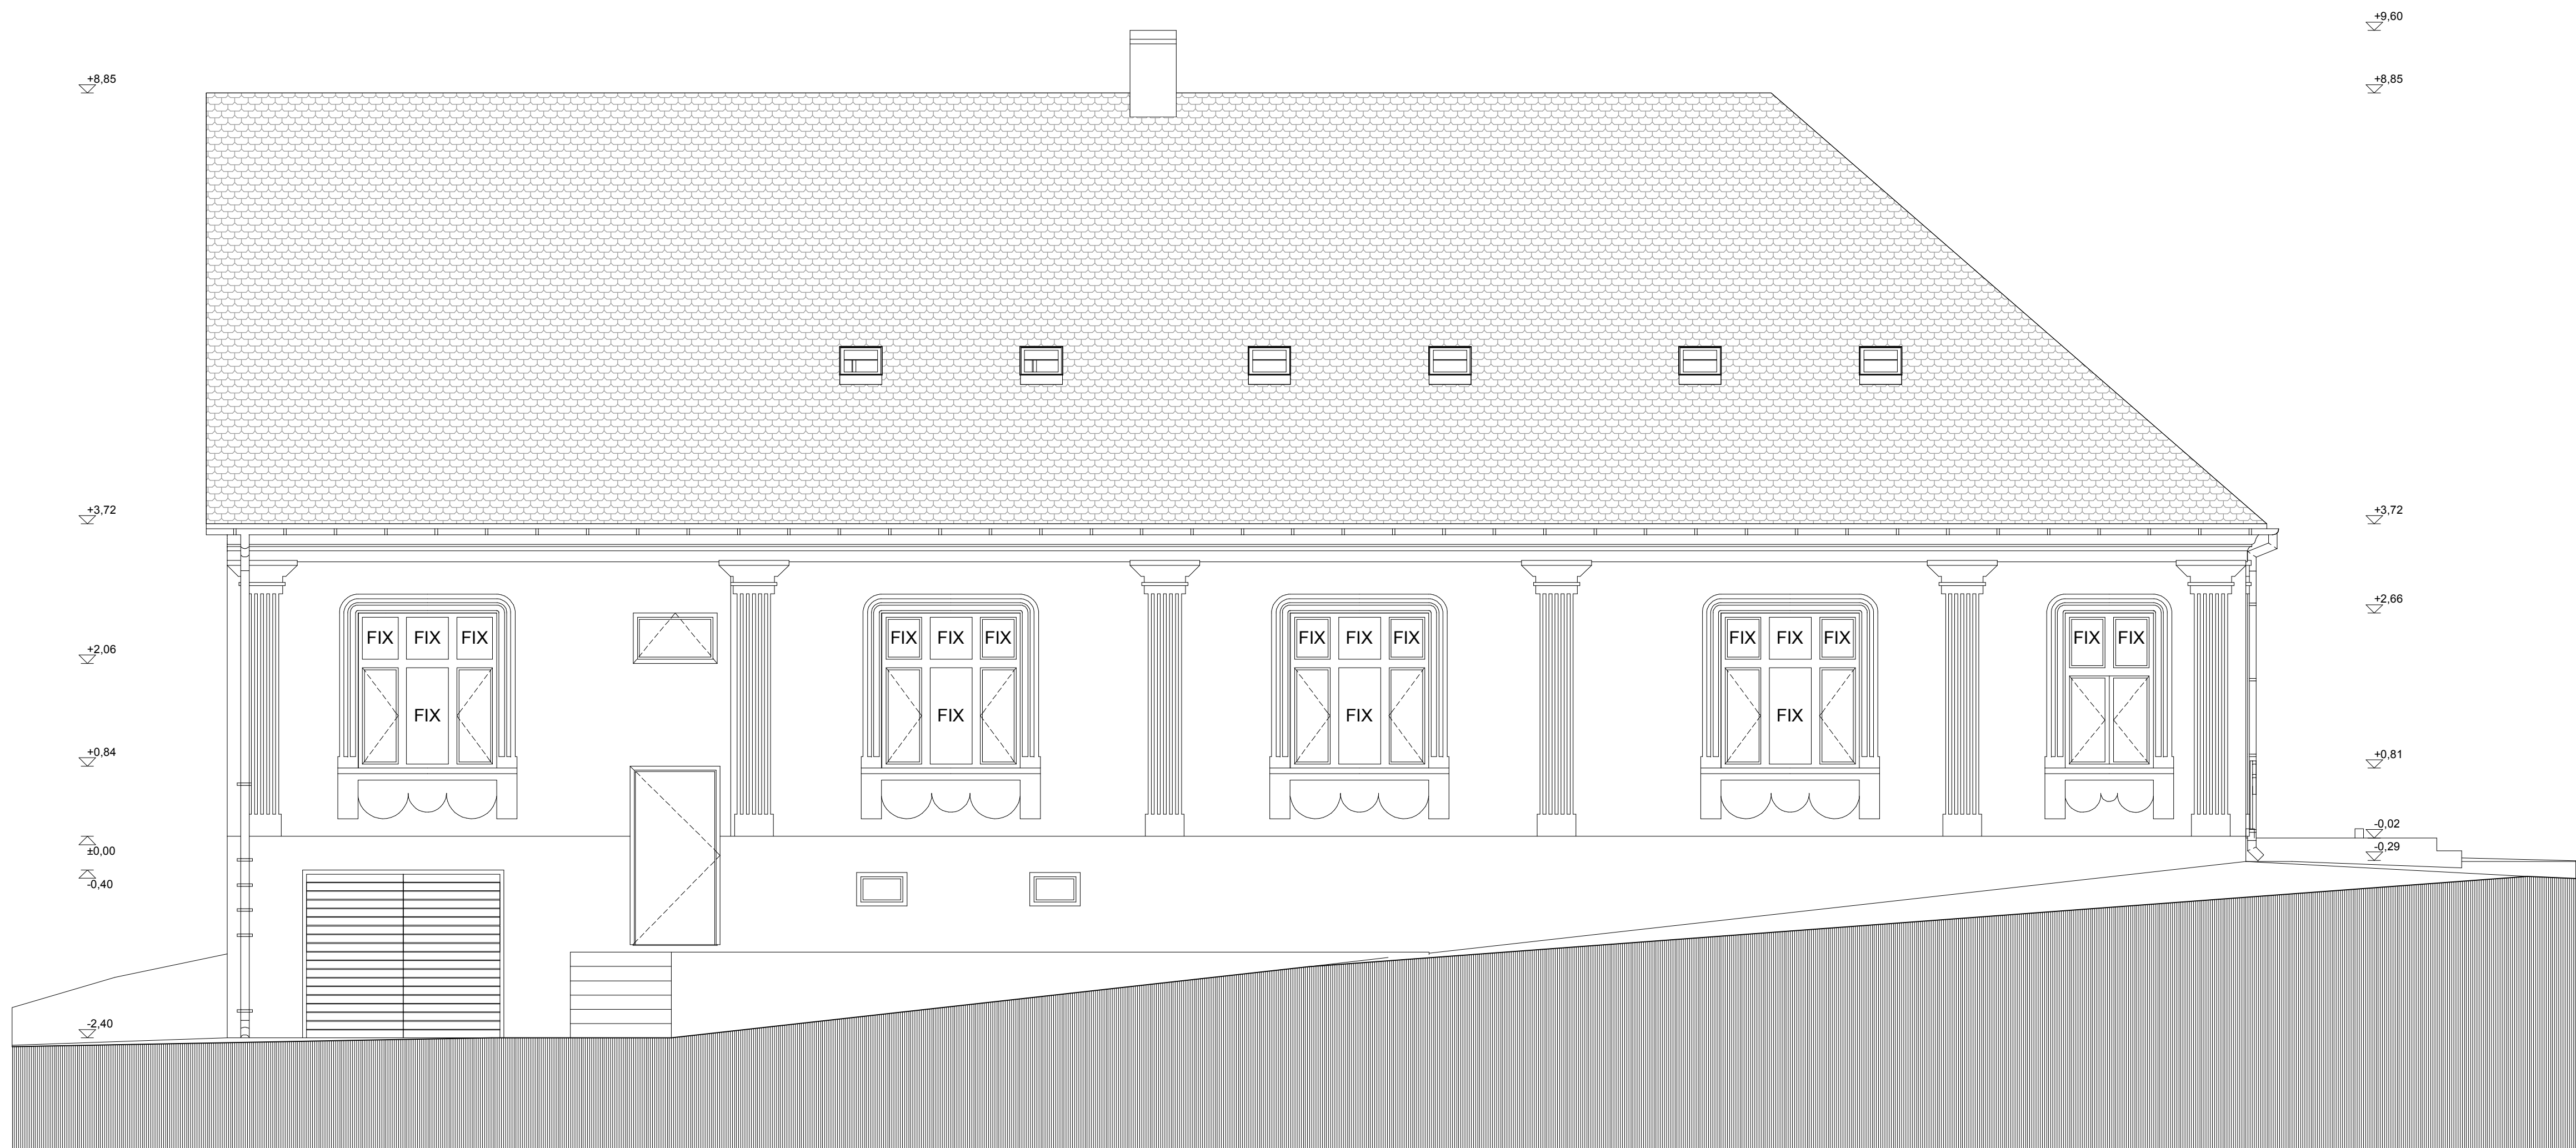 +9,60
+8,85
+8,85
+3,72
+3,72
+2,66
FIX FIX FIX
FIX FIX FIX
FIX FIX FIX
FIX FIX FIX
FIX FIX
+2,06
FIX
FIX
FIX
FIX
+0,84
+0,81
-0,02
±0,00
-0,29
-0,40
-2,40